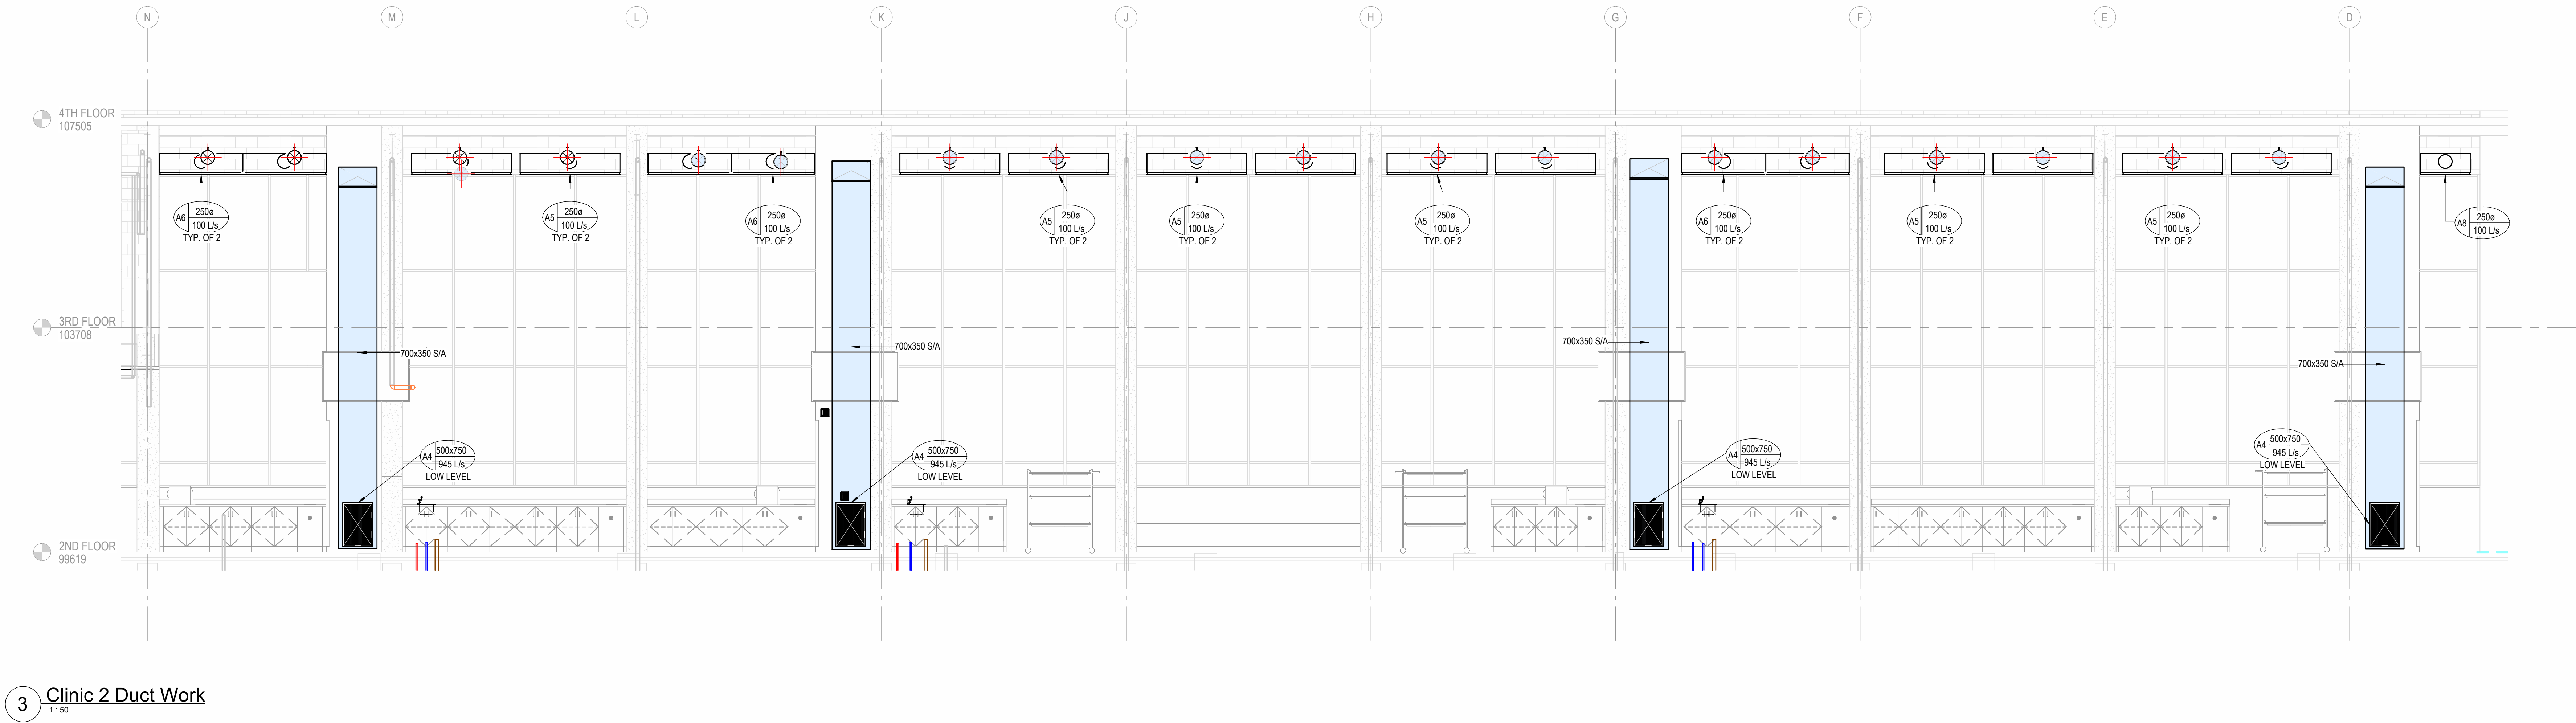 N M L K J H G F E D
4TH FLOOR
107505
A6 250ø
100 L/s
TYP. OF 2
A5 250ø
100 L/s
TYP. OF 2
A6 250ø
100 L/s
TYP. OF 2
A5 250ø
100 L/s
TYP. OF 2
A5 250ø
100 L/s
TYP. OF 2
A5 250ø
100 L/s
TYP. OF 2
A6 250ø
100 L/s
TYP. OF 2
A5 250ø
100 L/s
TYP. OF 2
A5 250ø
100 L/s
TYP. OF 2
A8 250ø
100 L/s
3RD FLOOR
103708
700x350 S/A
700x350 S/A
700x350 S/A
700x350 S/A
A4 500x750
945 L/s
LOW LEVEL
A4 500x750
945 L/s
LOW LEVEL
A4 500x750
945 L/s
LOW LEVEL
A4 500x750
945 L/s
LOW LEVEL
2ND FLOOR
99619
3 Clinic 2 Duct Work
1 : 50